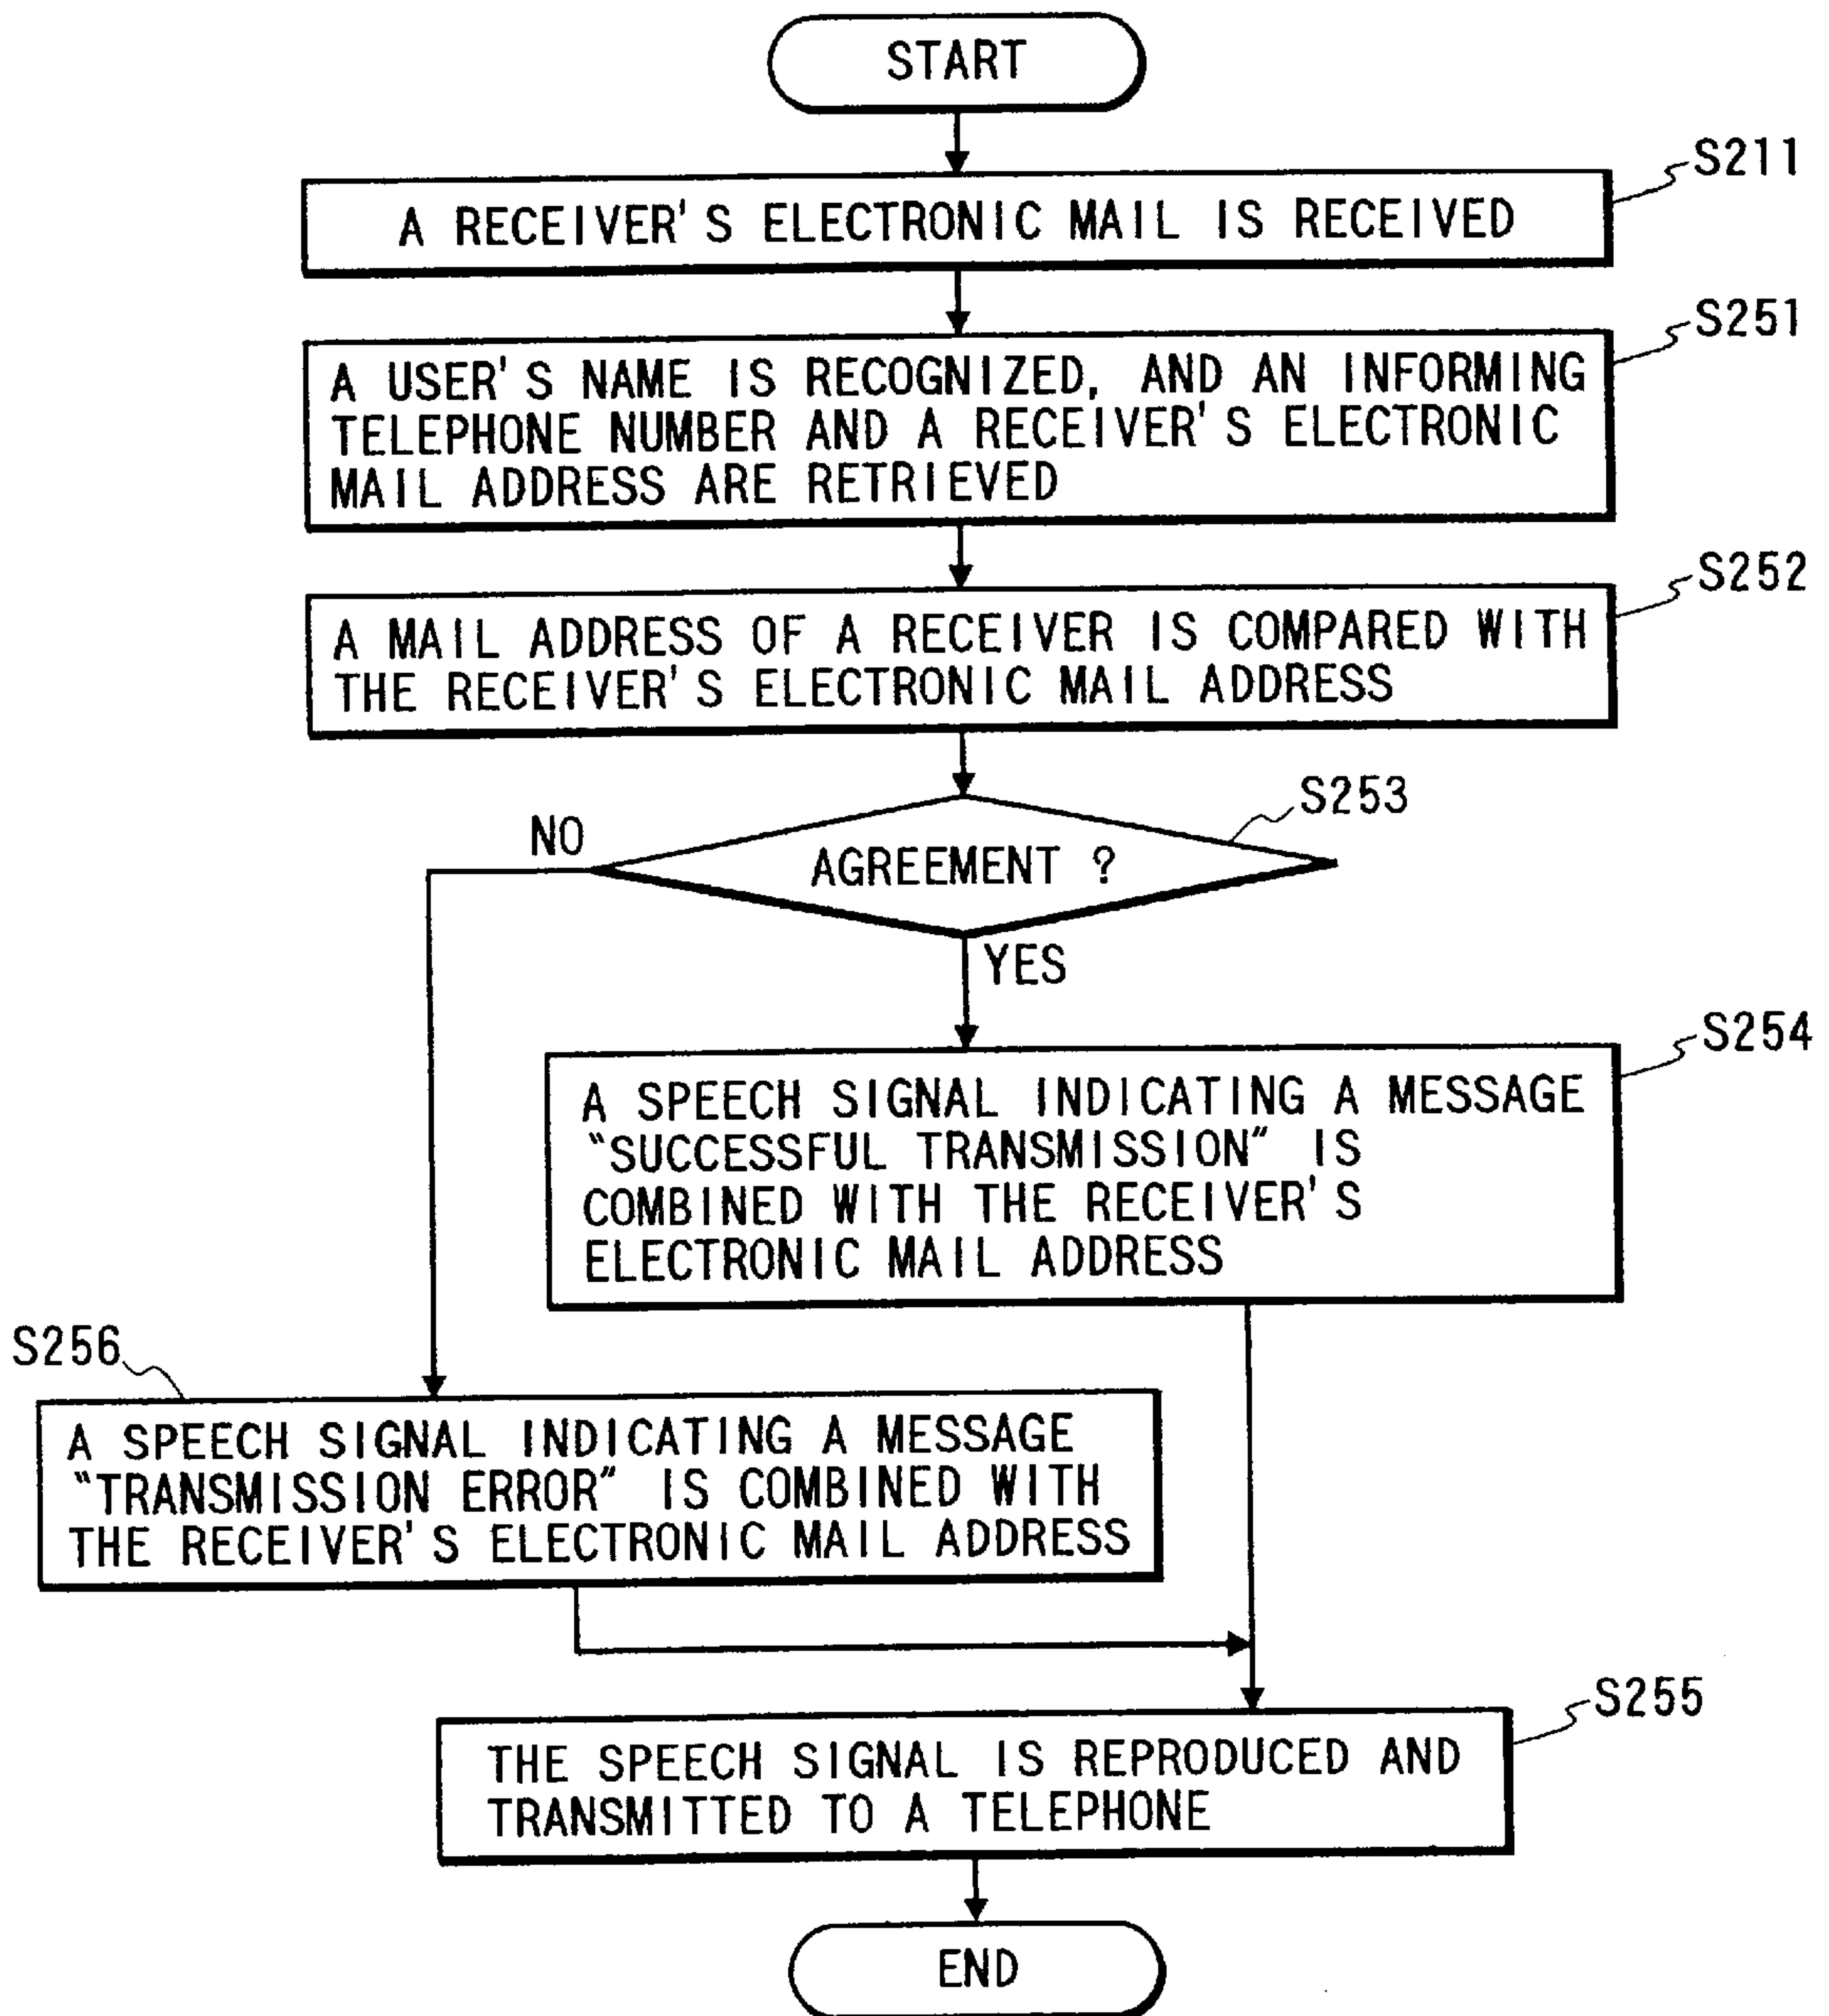 START
S211
A RECEIVER'S ELECTRONIC MAIL IS RECEIVED
S251
A USER'S NAME IS RECOGNIZED, AND AN INFORMING
TELEPHONE NUMBER AND A RECEIVER'S ELECTRONIC
MAIL ADDRESS ARE RETRIEVED
S252
A MAIL ADDRESS OF A RECEIVER IS COMPARED WITH
THE RECEIVER'S ELECTRONIC MAIL ADDRESS
S253
NO
AGREEMENT ?
YES
S254
A SPEECH SIGNAL INDICATING A MESSAGE
"SUCCESSFUL TRANSMISSION" IS
COMBINED WITH THE RECEIVER'S
ELECTRONIC MAIL ADDRESS
S256
A SPEECH SIGNAL INDICATING A MESSAGE
"TRANSMISSION ERROR" IS COMBINED WITH
THE RECEIVER'S ELECTRONIC MAIL ADDRESS
S255
THE SPEECH SIGNAL IS REPRODUCED AND
TRANSMITTED TO A TELEPHONE
END